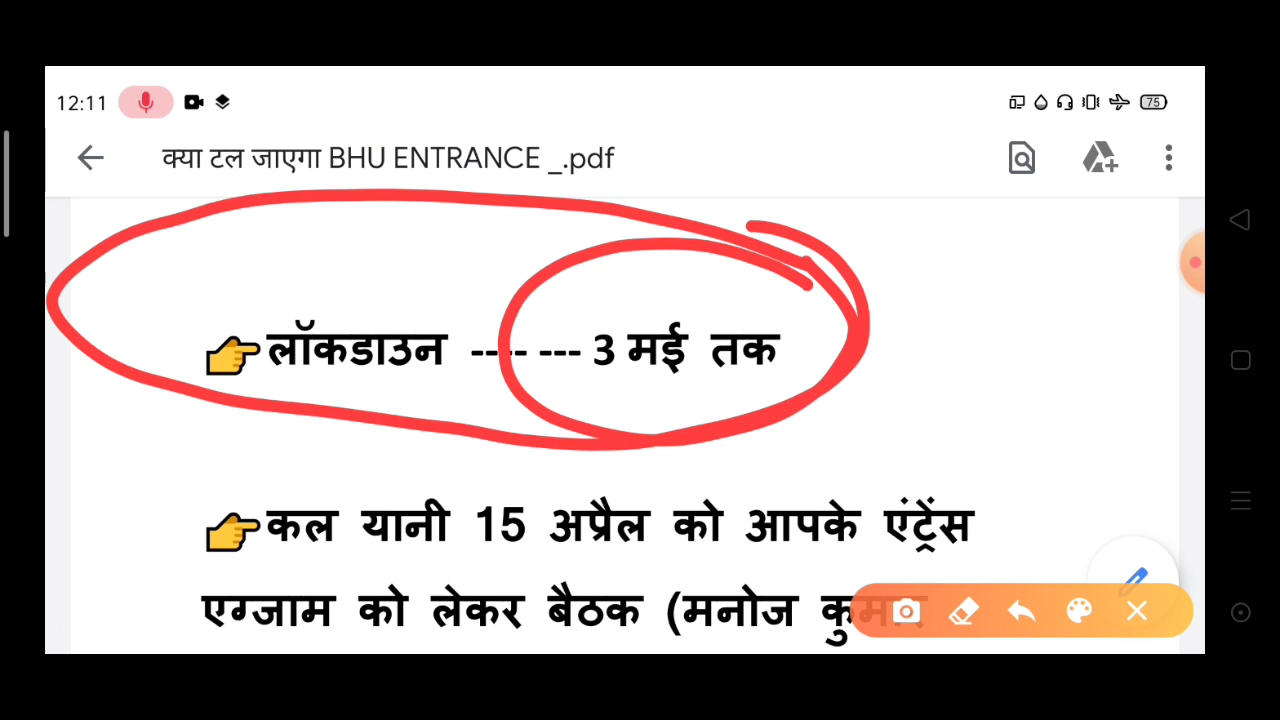 12:11
75
क्या टल जाएगा BHU ENTRANCE _.pdf
👉लॉकडाउन ---- --- 3 मई तक
👉कल यानी 15 अप्रैल को आपके एंट्रेंस
एग्जाम को लेकर बैठक (मनोज कुमार